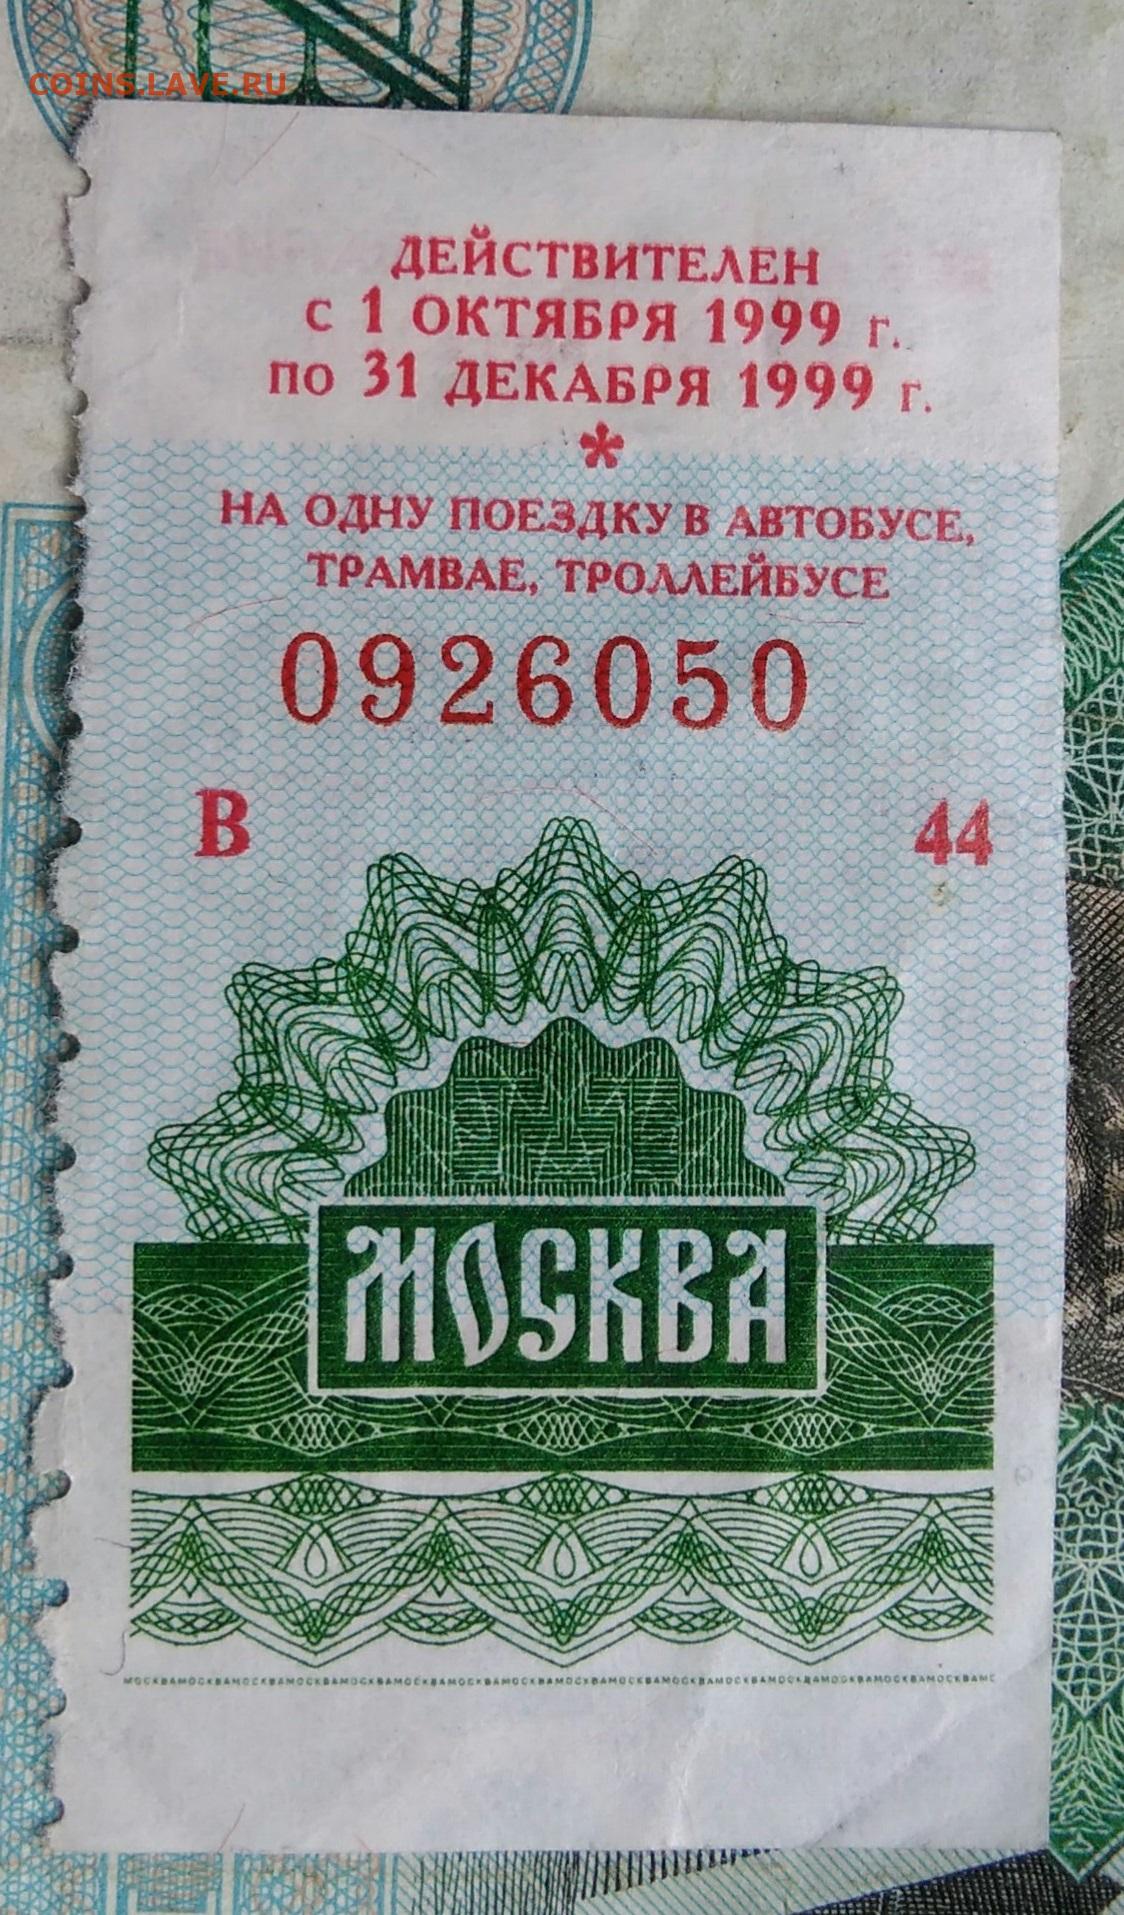 COINS.LAVE.RU
ДЕЙСТВИТЕЛЕН
с 1 ОКТЯБРЯ 1999 г.
по 31 ДЕКАБРЯ 1999 г.
*
НА ОДНУ ПОЕЗДКУ В АВТОБУСЕ,
ТРАМВАЕ, ТРОЛЛЕЙБУСЕ
0926050
В 44
МОСКВА
МОСКВАМОСКВАМОСКВАМОСКВАМОСКВАМОСКВАМОСКВАМОСКВАМОСКВАМОСКВАМОСКВАМОСКВАМОСКВАМОСКВАМОСКВАМОСКВАМС